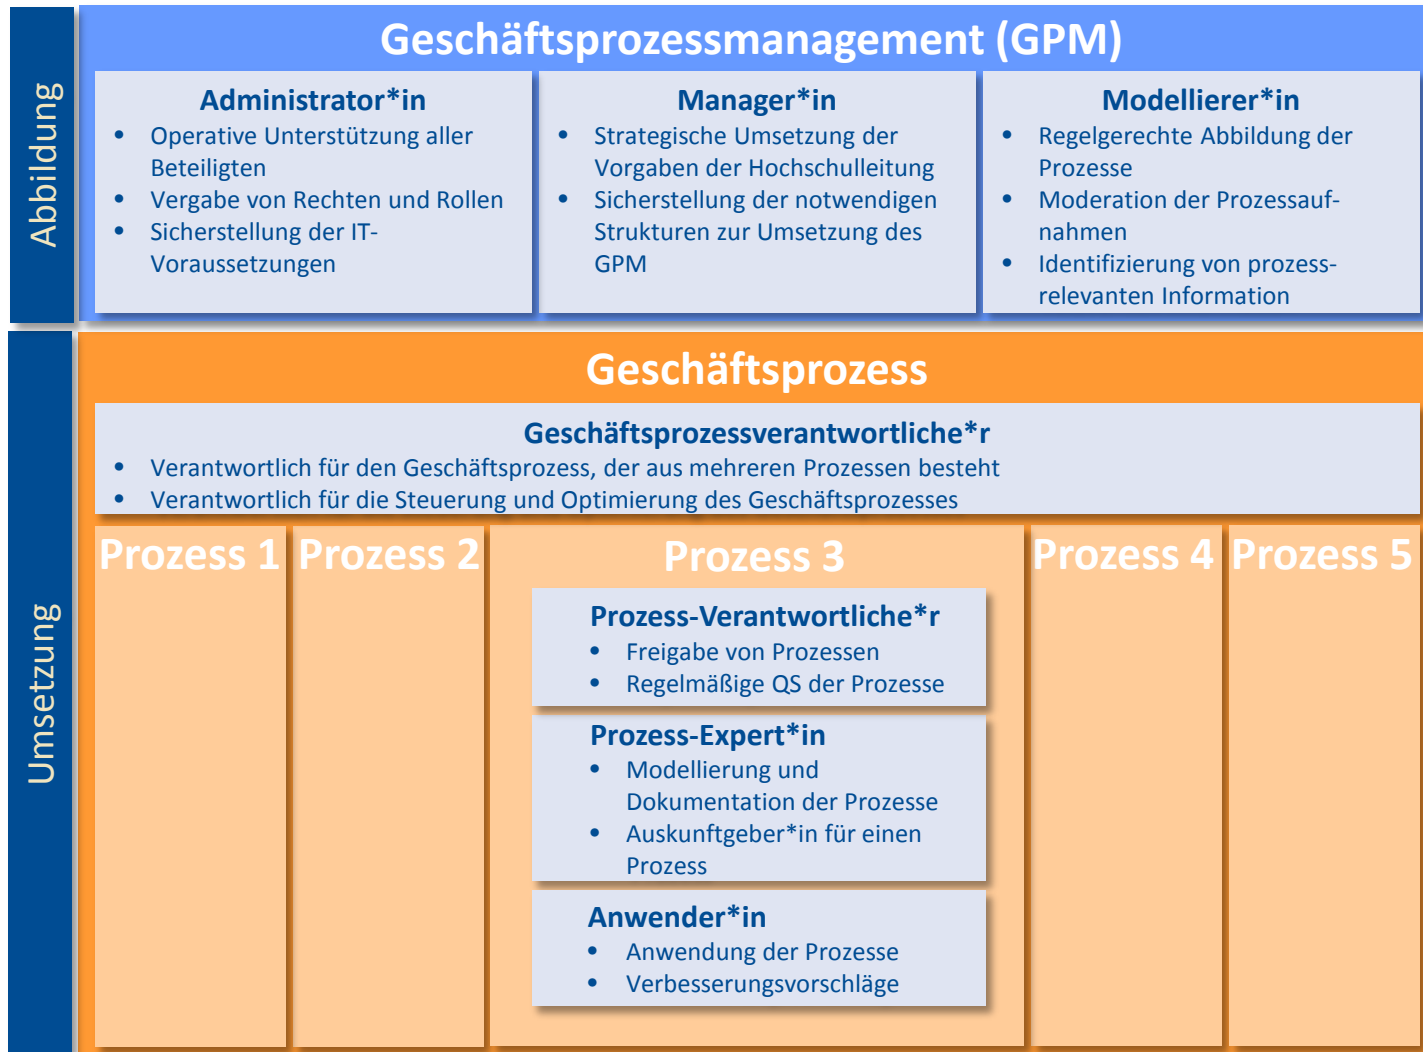 Abbildung
Geschäftsprozessmanagement (GPM)
Administrator*in
• Operative Unterstützung aller
Beteiligten
• Vergabe von Rechten und Rollen
• Sicherstellung der IT-
Voraussetzungen
Manager*in
• Strategische Umsetzung der
Vorgaben der Hochschulleitung
• Sicherstellung der notwendigen
Strukturen zur Umsetzung des
GPM
Modellierer*in
• Regelgerechte Abbildung der
Prozesse
• Moderation der Prozessauf-
nahmen
• Identifizierung von prozess-
relevanten Information
Umsetzung
Geschäftsprozess
Geschäftsprozessverantwortliche*r
• Verantwortlich für den Geschäftsprozess, der aus mehreren Prozessen besteht
• Verantwortlich für die Steuerung und Optimierung des Geschäftsprozesses
Prozess 1
Prozess 2
Prozess 3
Prozess-Verantwortliche*r
• Freigabe von Prozessen
• Regelmäßige QS der Prozesse
Prozess-Expert*in
• Modellierung und
Dokumentation der Prozesse
• Auskunftgeber*in für einen
Prozess
Anwender*in
• Anwendung der Prozesse
• Verbesserungsvorschläge
Prozess 4
Prozess 5